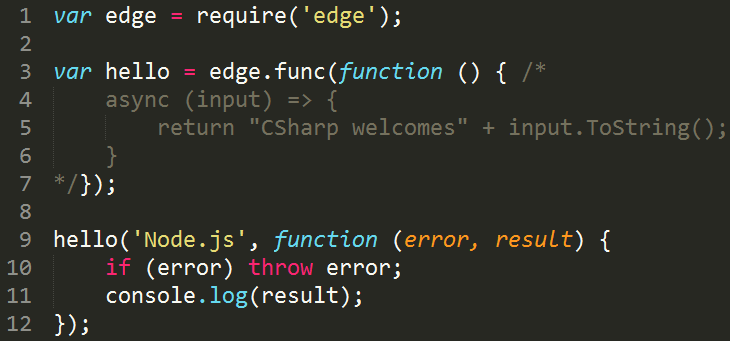 1 var edge = require('edge');
2
3 var hello = edge.func(function () { /*
4     async (input) => {
5         return "CSharp welcomes" + input.ToString();
6     }
7 */});
8
9 hello('Node.js', function (error, result) {
10     if (error) throw error;
11     console.log(result);
12 });